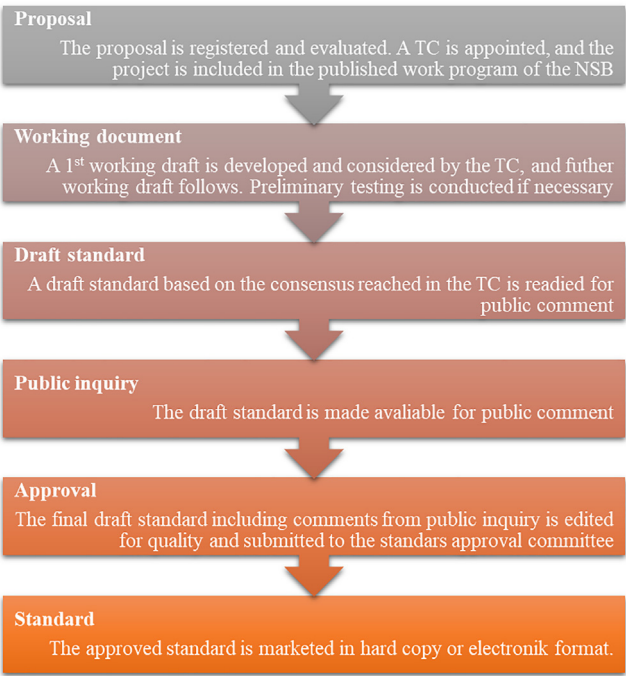 Proposal
The proposal is registered and evaluated. A TC is appointed, and the
project is included in the published work program of the NSB
Working document
A 1st working draft is developed and considered by the TC, and futher
working draft follows. Preliminary testing is conducted if necessary
Draft standard
A draft standard based on the consensus reached in the TC is readied for
public comment
Public inquiry
The draft standard is made avaliable for public comment
Approval
The final draft standard including comments from public inquiry is edited
for quality and submitted to the standars approval committee
Standard
The approved standard is marketed in hard copy or electronik format.